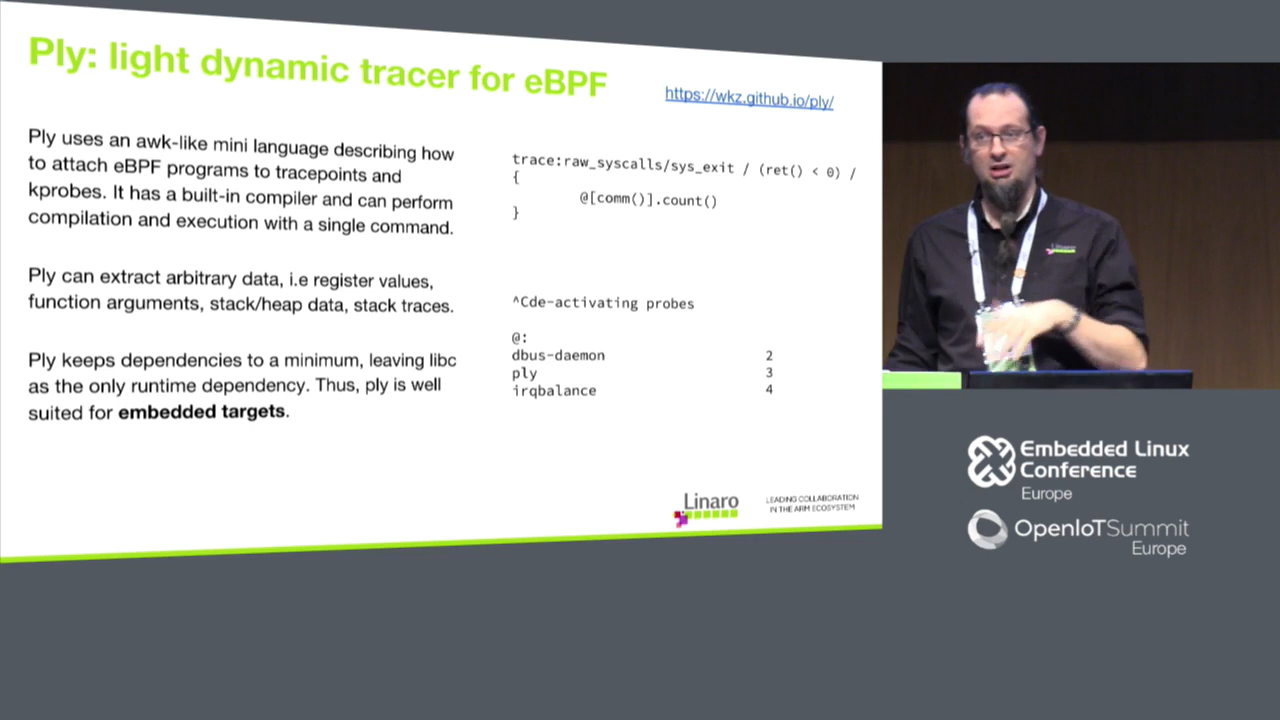 Ply: light dynamic tracer for eBPF
https://wkz.github.io/ply/
Ply uses an awk-like mini language describing how
to attach eBPF programs to tracepoints and
kprobes. It has a built-in compiler and can perform
compilation and execution with a single command.
Ply can extract arbitrary data, i.e register values,
function arguments, stack/heap data, stack traces.
Ply keeps dependencies to a minimum, leaving libc
as the only runtime dependency. Thus, ply is well
suited for embedded targets.
trace:raw_syscalls/sys_exit / (ret() < 0) /
{
@[comm()].count()
}
^Cde-activating probes
@:
dbus-daemon 2
ply 3
irqbalance 4
Linaro
LEADING COLLABORATION
IN THE ARM ECOSYSTEM
Linaro
Embedded Linux
Conference
Europe
OpenIoTSummit
Europe